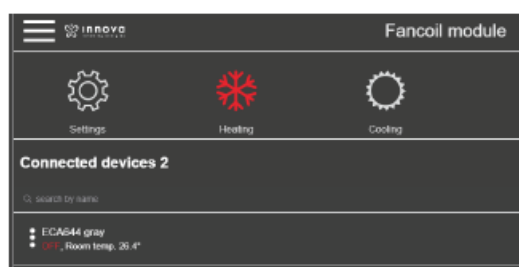 innova
Fancoil module
Settings
Heating
Cooling
Connected devices 2
search by name
ECA644 gray
OFF, Room temp. 26.4°